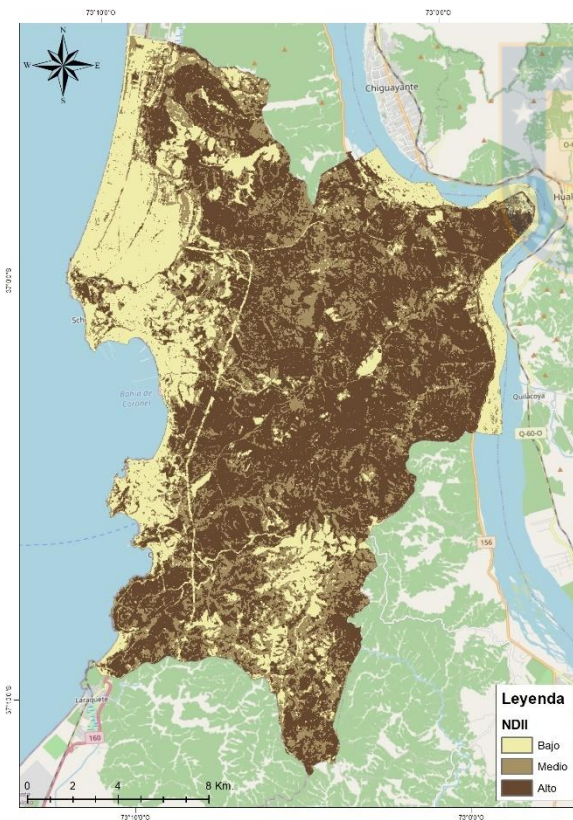 73°10'0"O
73°0'0"O
N
W
E
S
Chiguayante
O-
Hual
37°0'0"S
Sch
Bahía de
Coronel
Quilacoya
Q-60-O
156
37°10'0"S
Laraquete
160
Leyenda
NDII
Bajo
Medio
Alto
0 2 4 8 Km
73°10'0"O
73°0'0"O